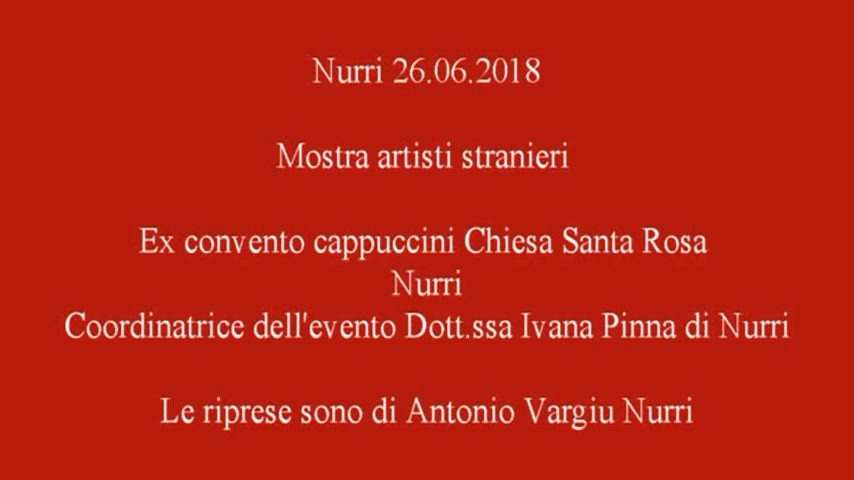 Nurri 26.06.2018
Mostra artisti stranieri
Ex convento cappuccini Chiesa Santa Rosa
Nurri
Coordinatrice dell'evento Dott.ssa Ivana Pinna di Nurri
Le riprese sono di Antonio Vargiu Nurri